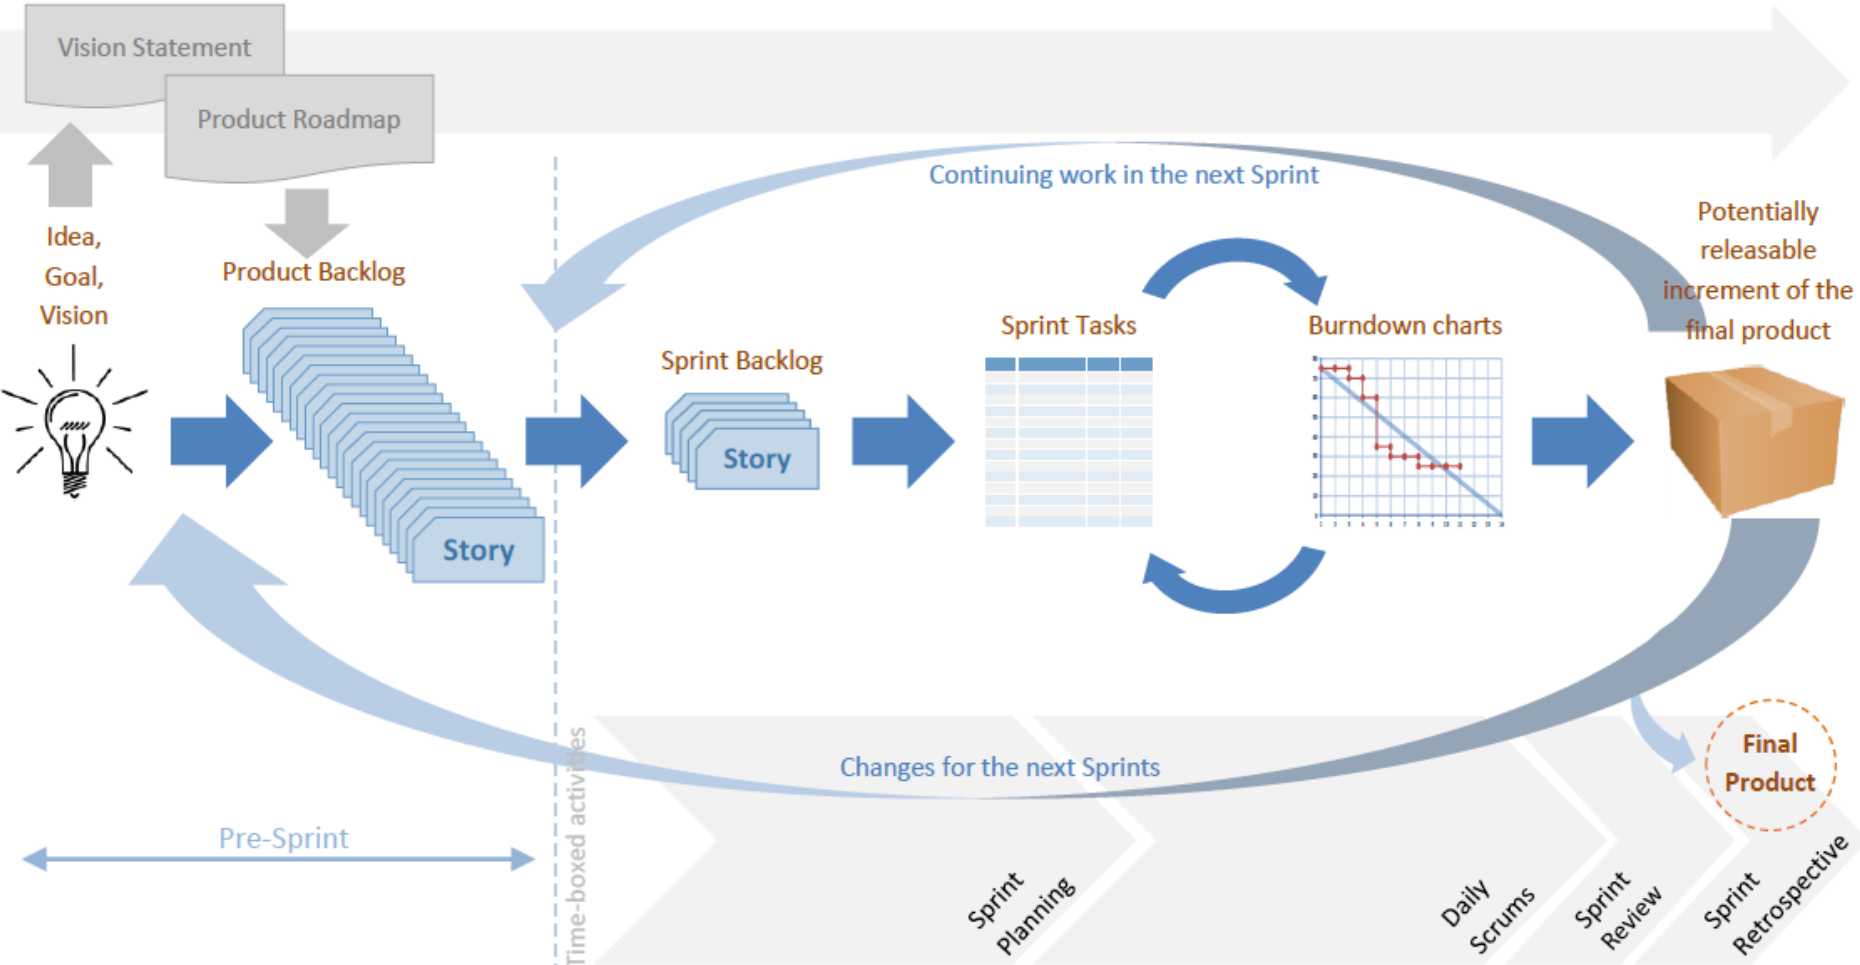 Vision Statement
Product Roadmap
Idea,
Goal,
Vision
Product Backlog
Story
Continuing work in the next Sprint
Sprint Backlog
Story
Sprint Tasks
Burndown charts
Potentially
releasable
increment of the
final product
Changes for the next Sprints
Final
Product
Pre-Sprint
Time-boxed activities
Sprint
Planning
Daily
Scrums
Sprint
Review
Sprint
Retrospective